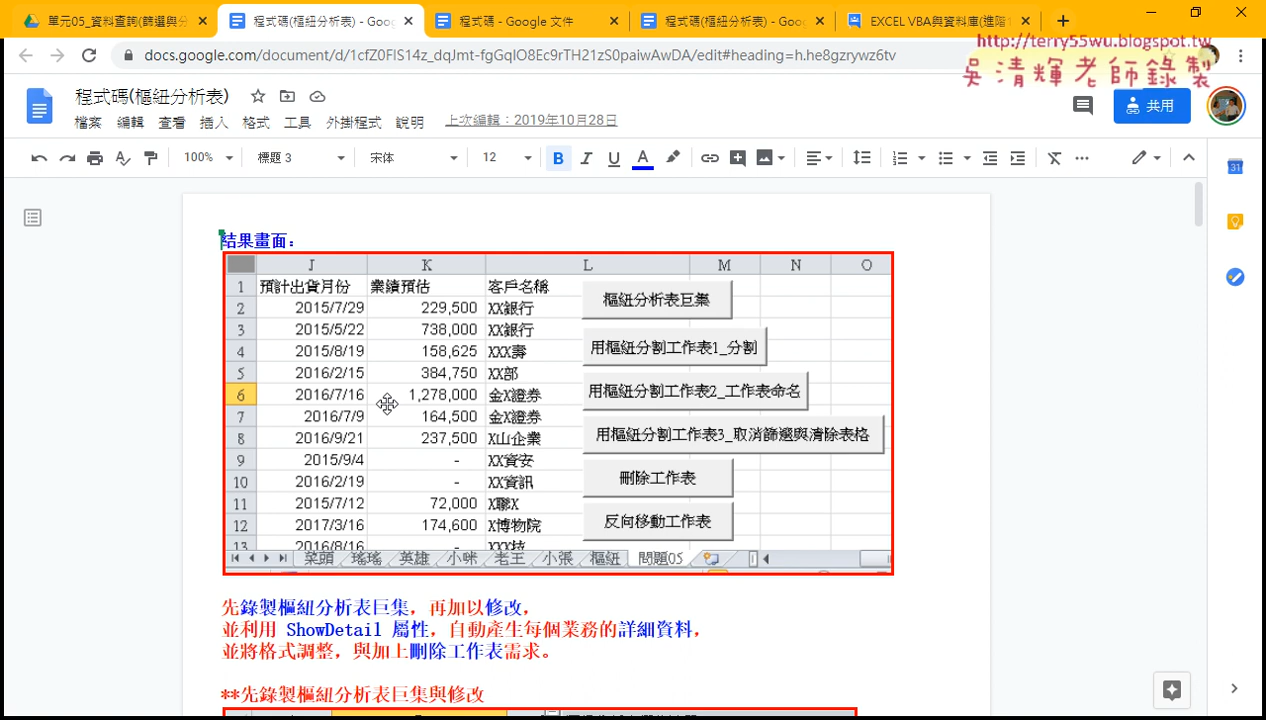 單元05_資料查詢(篩選與分
程式碼(樞紐分析表) - Goog
程式碼 - Google 文件
程式碼(樞紐分析表) - Goog
EXCEL VBA與資料庫(進階1
docs.google.com/document/d/1cfZ0FlS14z_dqJmt-fgGqIO8Ec9rTH21zS0paiwAwDA/edit#heading=h.he8gzrywz6tv
http://terry55wu.blogspot.tw
吳清輝老師錄製
程式碼(樞紐分析表)
檔案 編輯 查看 插入 格式 工具 外掛程式 說明 上次編輯：2019年10月28日
共用
100% 標題 3 宋体 12 B I U A
31
結果畫面：
J K L M N O
1 預計出貨月份 業績預估 客戶名稱 樞紐分析表巨集
2 2015/7/29 229,500 XX銀行
3 2015/5/22 738,000 XX銀行 用樞紐分割工作表1_分割
4 2015/8/19 158,625 XXX壽
5 2016/2/15 384,750 XX部 用樞紐分割工作表2_工作表命名
6 2016/7/16 1,278,000 金X證券
7 2016/7/9 164,500 金X證券 用樞紐分割工作表3_取消篩選與清除表格
8 2016/9/21 237,500 X山企業
9 2015/9/4 - XX資安 刪除工作表
10 2016/2/19 - XX資訊
11 2015/7/12 72,000 X聯X 反向移動工作表
12 2017/3/16 174,600 X博物院
13 2016/8/16 - XXX技
菜頭 瑤瑤 英雄 小咪 老王 小張 樞紐 問題05
先錄製樞紐分析表巨集，再加以修改，
並利用 ShowDetail 屬性，自動產生每個業務的詳細資料，
並將格式調整，與加上刪除工作表需求。
**先錄製樞紐分析表巨集與修改